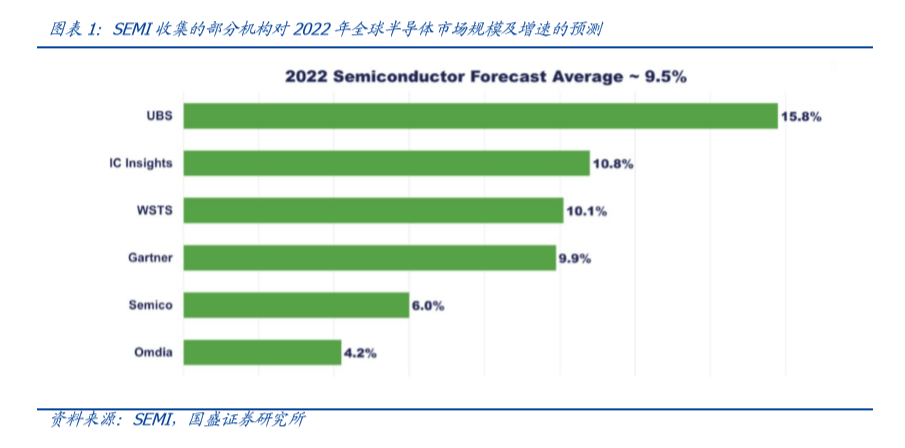 图表 1：SEMI 收集的部分机构对 2022 年全球半导体市场规模及增速的预测
2022 Semiconductor Forecast Average ~ 9.5%
UBS 15.8%
IC Insights 10.8%
WSTS 10.1%
Gartner 9.9%
Semico 6.0%
Omdia 4.2%
资料来源：SEMI，国盛证券研究所